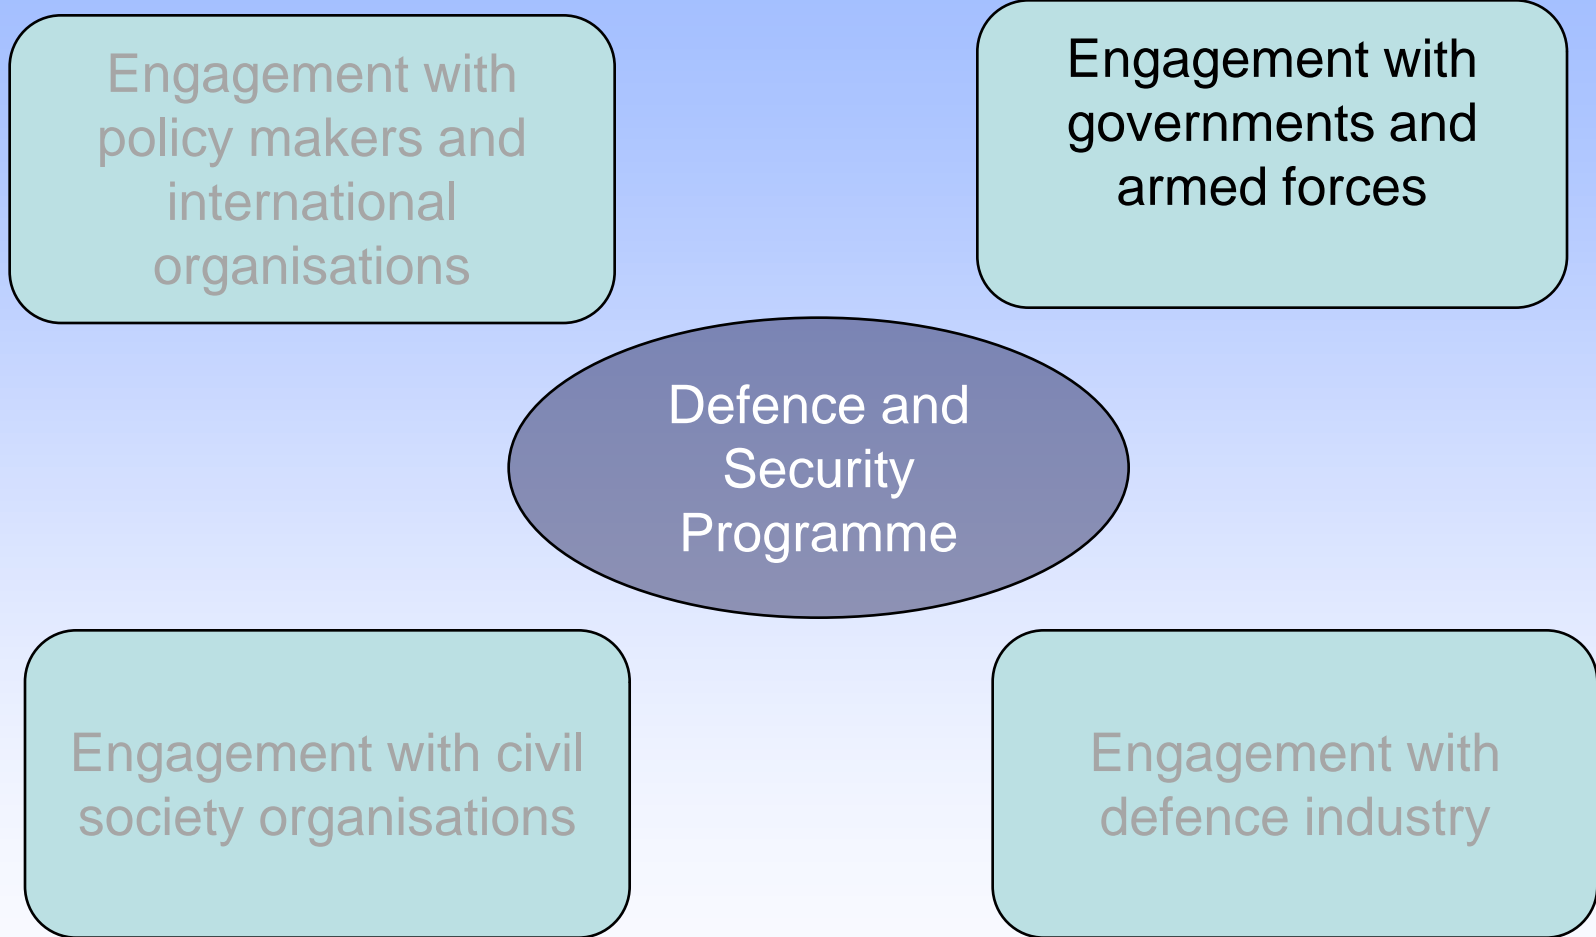 Engagement with
policy makers and
international
organisations
Engagement with
governments and
armed forces
Defence and
Security
Programme
Engagement with civil
society organisations
Engagement with
defence industry